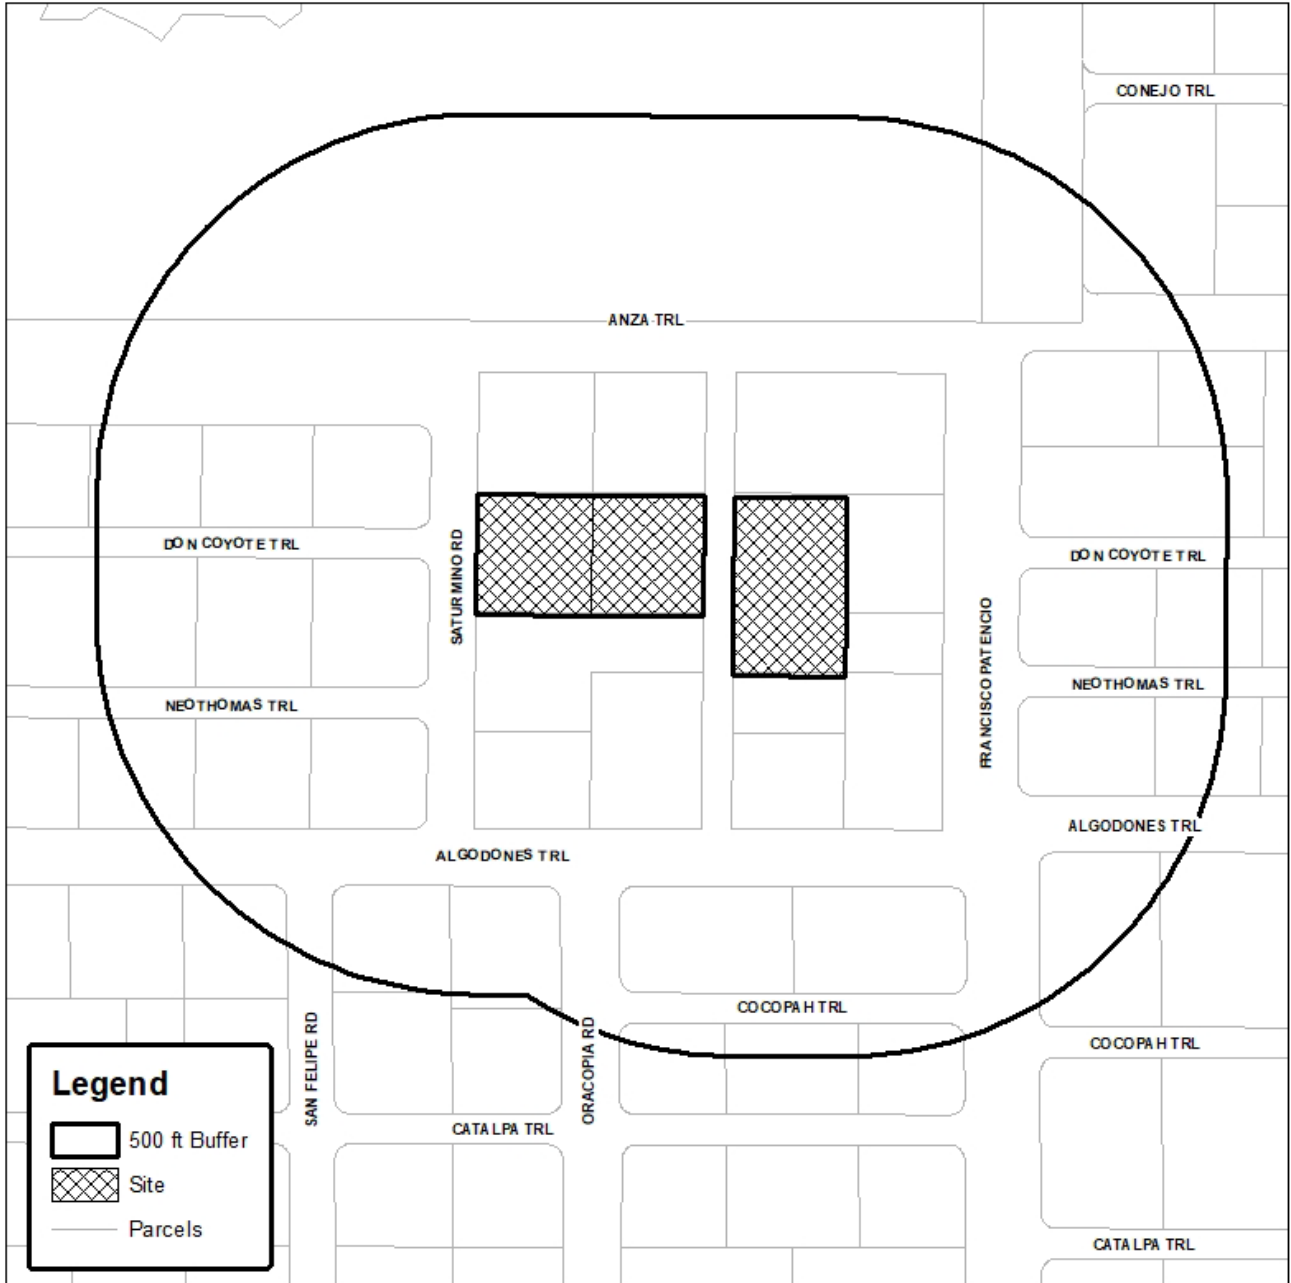 CONEJO TRL
ANZA TRL
DON COYOTE TRL
SATURMINO RD
DON COYOTE TRL
FRANCISCO PATENCIO
NEOTHOMAS TRL
NEOTHOMAS TRL
ALGODONES TRL
ALGODONES TRL
COCOPAH TRL
COCOPAH TRL
SAN FELIPE RD
ORACOPIA RD
CATALPA TRL
CATALPA TRL
Legend
500 ft Buffer
Site
Parcels